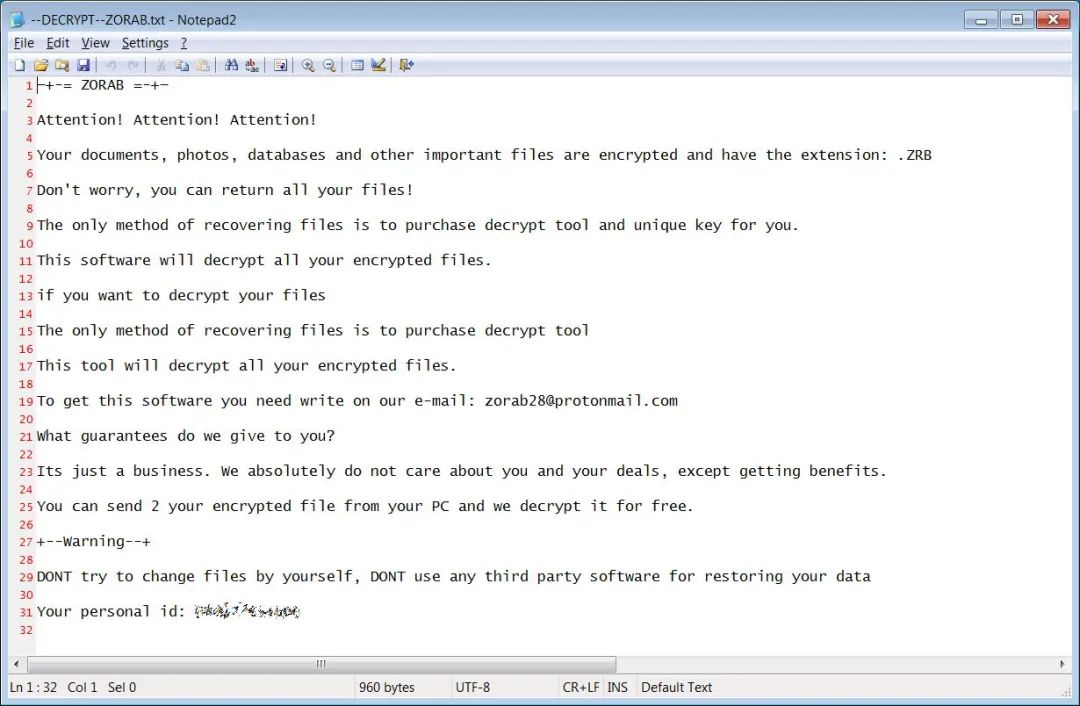 --DECRYPT--ZORAB.txt - Notepad2
File Edit View Settings ?
1 -+-= ZORAB =-+-
2
3 Attention! Attention! Attention!
4
5 Your documents, photos, databases and other important files are encrypted and have the extension: .ZRB
6
7 Don't worry, you can return all your files!
8
9 The only method of recovering files is to purchase decrypt tool and unique key for you.
10
11 This software will decrypt all your encrypted files.
12
13 if you want to decrypt your files
14
15 The only method of recovering files is to purchase decrypt tool
16
17 This tool will decrypt all your encrypted files.
18
19 To get this software you need write on our e-mail: zorab28@protonmail.com
20
21 What guarantees do we give to you?
22
23 Its just a business. We absolutely do not care about you and your deals, except getting benefits.
24
25 You can send 2 your encrypted file from your PC and we decrypt it for free.
26
27 +--Warning--+
28
29 DONT try to change files by yourself, DONT use any third party software for restoring your data
30
31 Your personal id:
32
Ln 1 : 32 Col 1 Sel 0 960 bytes UTF-8 CR+LF INS Default Text